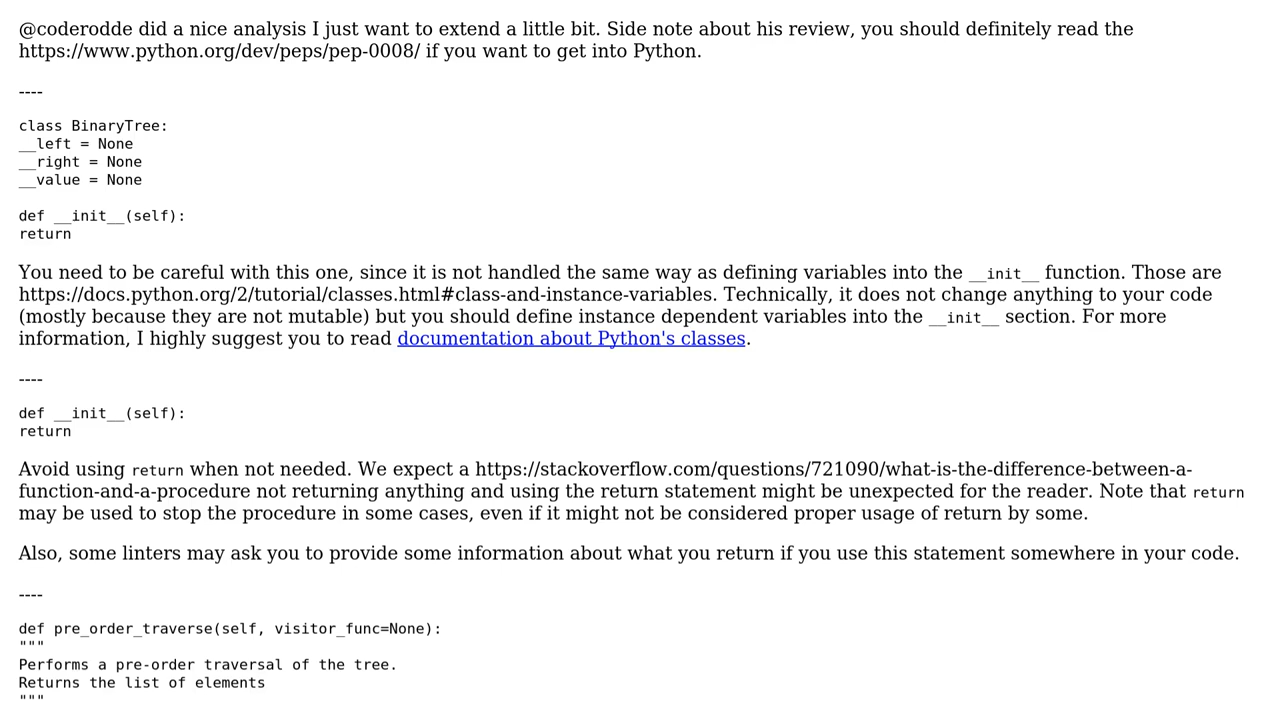 @coderodde did a nice analysis I just want to extend a little bit. Side note about his review, you should definitely read the
https://www.python.org/dev/peps/pep-0008/ if you want to get into Python.
----
class BinaryTree:
__left = None
__right = None
__value = None
def __init__(self):
return
You need to be careful with this one, since it is not handled the same way as defining variables into the __init__ function. Those are
https://docs.python.org/2/tutorial/classes.html#class-and-instance-variables. Technically, it does not change anything to your code
(mostly because they are not mutable) but you should define instance dependent variables into the __init__ section. For more
information, I highly suggest you to read documentation about Python's classes.
----
def __init__(self):
return
Avoid using return when not needed. We expect a https://stackoverflow.com/questions/721090/what-is-the-difference-between-a-
function-and-a-procedure not returning anything and using the return statement might be unexpected for the reader. Note that return
may be used to stop the procedure in some cases, even if it might not be considered proper usage of return by some.
Also, some linters may ask you to provide some information about what you return if you use this statement somewhere in your code.
----
def pre_order_traverse(self, visitor_func=None):
"""
Performs a pre-order traversal of the tree.
Returns the list of elements
"""